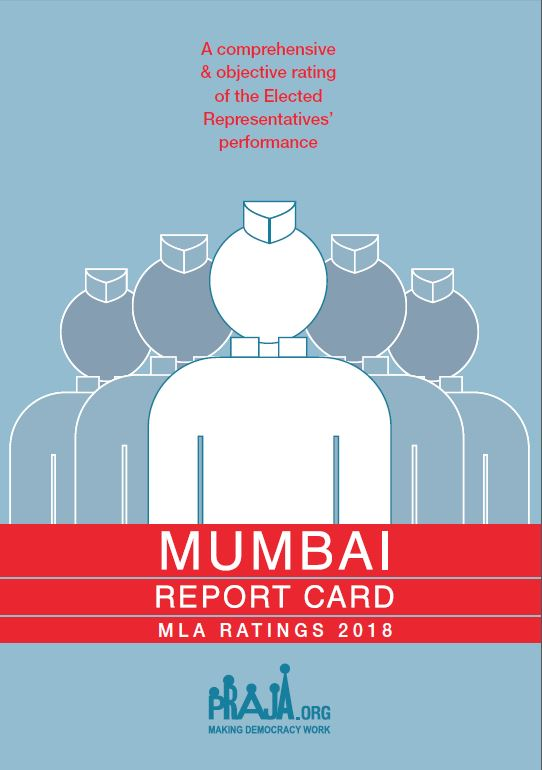 A comprehensive
& objective rating
of the Elected
Representatives’
performance
MUMBAI
REPORT CARD
MLA RATINGS 2018
PRAJA.ORG
MAKING DEMOCRACY WORK